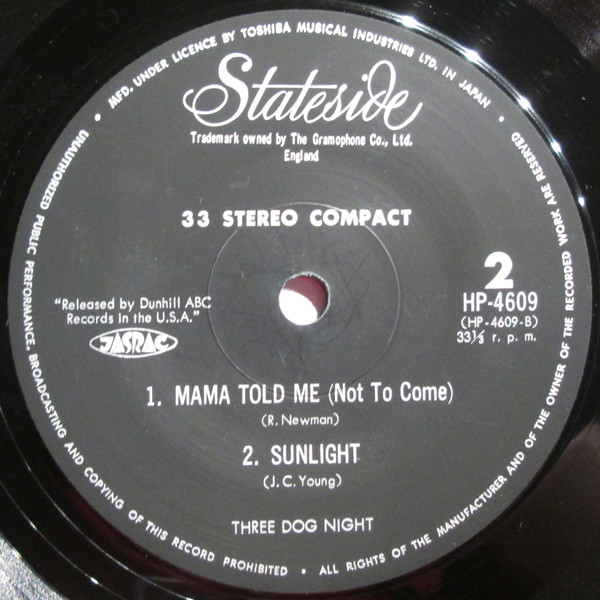 • MFD. UNDER LICENCE BY TOSHIBA MUSICAL INDUSTRIES LTD. IN JAPAN •
Stateside
Trademark owned by The Gramophone Co., Ltd.
England
33 STEREO COMPACT
2
HP-4609
(HP-4609-B)
33⅓ r. p. m.
"Released by Dunhill ABC
Records in the U.S.A."
JASRAC
1. MAMA TOLD ME (Not To Come)
(R. Newman)
2. SUNLIGHT
(J. C. Young)
THREE DOG NIGHT
UNAUTHORIZED PUBLIC PERFORMANCE, BROADCASTING AND COPYING OF THIS RECORD PROHIBITED • ALL RIGHTS OF THE MANUFACTURER AND OF THE OWNER OF THE RECORDED WORK ARE RESERVED